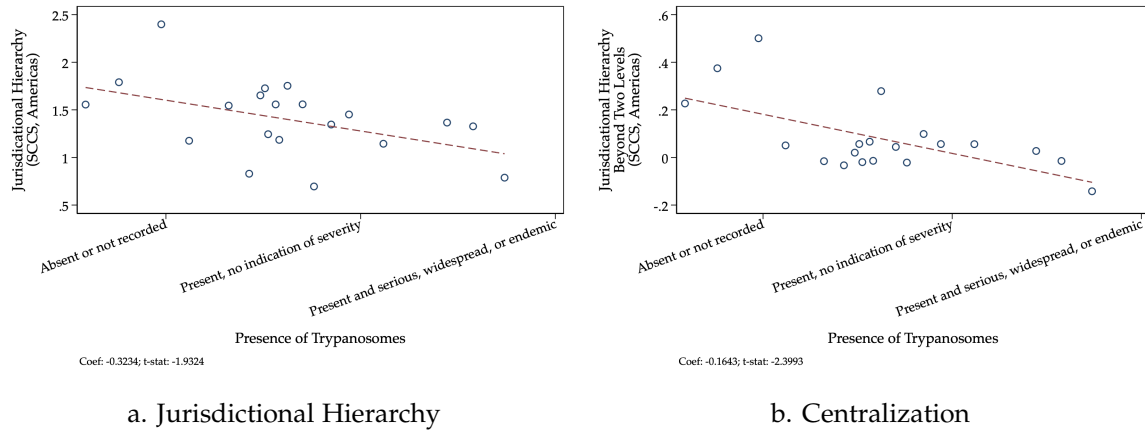 Jurisdicational Hierarchy
(SCCS, Americas)
2.5
2
1.5
1
.5
Absent or not recorded
Present, no indication of severity
Present and serious, widespread, or endemic
Presence of Trypanosomes
Coef: -0.3234; t-stat: -1.9324
a. Jurisdictional Hierarchy
Jurisdicational Hierarchy
Beyond Two Levels
(SCCS, Americas)
.6
.4
.2
0
-.2
Absent or not recorded
Present, no indication of severity
Present and serious, widespread, or endemic
Presence of Trypanosomes
Coef: -0.1643; t-stat: -2.3993
b. Centralization